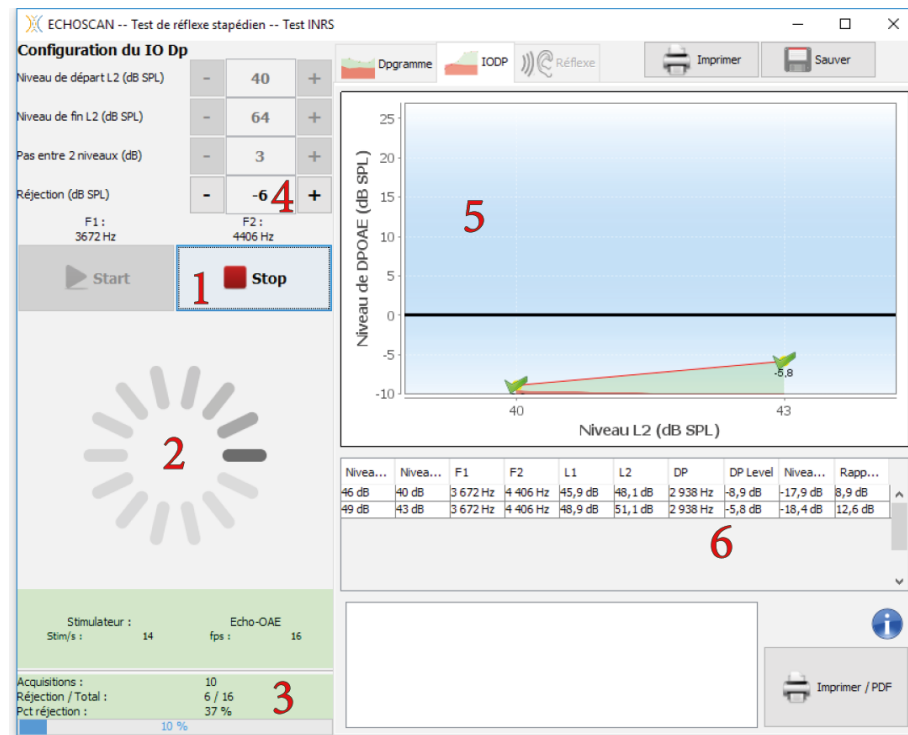 ECHOSCAN -- Test de réflexe stapédien -- Test INRS
Configuration du IO Dp
Niveau de départ L2 (dB SPL) - 40 +
Niveau de fin L2 (dB SPL) - 64 +
Pas entre 2 niveaux (dB) - 3 +
Réjection (dB SPL) - -6 4 +
F1 : F2 :
3672 Hz 4406 Hz
Start 1 Stop
2
Stimulateur : Echo-OAE
Stim/s : 14 fps : 16
Acquisitions : 10
Réjection / Total : 6 / 16 3
Pct réjection : 37 %
10 %
Dpgramme IODP Réflexe Imprimer Sauver
Niveau de DPOAE (dB SPL)
25
20
15
10
5
0
-5
-10
5
-5,8
40 43
Niveau L2 (dB SPL)
Nivea... Nivea... F1 F2 L1 L2 DP DP Level Nivea... Rapp...
46 dB 40 dB 3 672 Hz 4 406 Hz 45,9 dB 48,1 dB 2 938 Hz -8,9 dB -17,9 dB 8,9 dB
49 dB 43 dB 3 672 Hz 4 406 Hz 48,9 dB 51,1 dB 2 938 Hz -5,8 dB -18,4 dB 12,6 dB
6
i
Imprimer / PDF